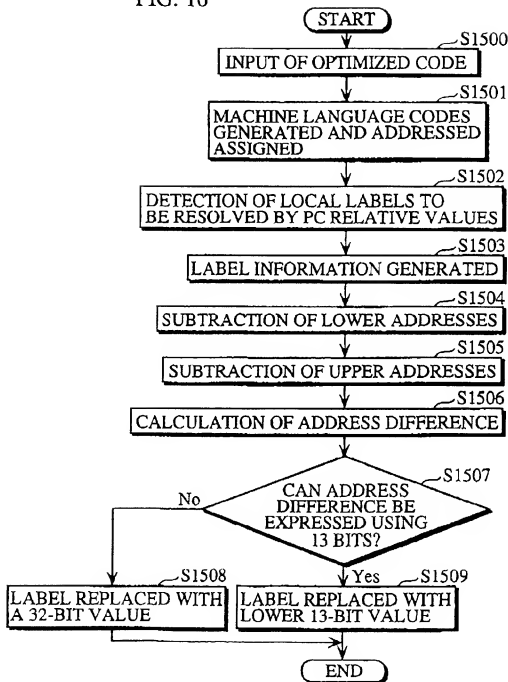 FIG. 16
START
S1500
INPUT OF OPTIMIZED CODE
S1501
MACHINE LANGUAGE CODES
GENERATED AND ADDRESSED
ASSIGNED
S1502
DETECTION OF LOCAL LABELS TO
BE RESOLVED BY PC RELATIVE VALUES
S1503
LABEL INFORMATION GENERATED
S1504
SUBTRACTION OF LOWER ADDRESSES
S1505
SUBTRACTION OF UPPER ADDRESSES
S1506
CALCULATION OF ADDRESS DIFFERENCE
S1507
CAN ADDRESS
DIFFERENCE BE
EXPRESSED USING
13 BITS?
No
Yes
S1508
LABEL REPLACED WITH
A 32-BIT VALUE
S1509
LABEL REPLACED WITH
LOWER 13-BIT VALUE
END